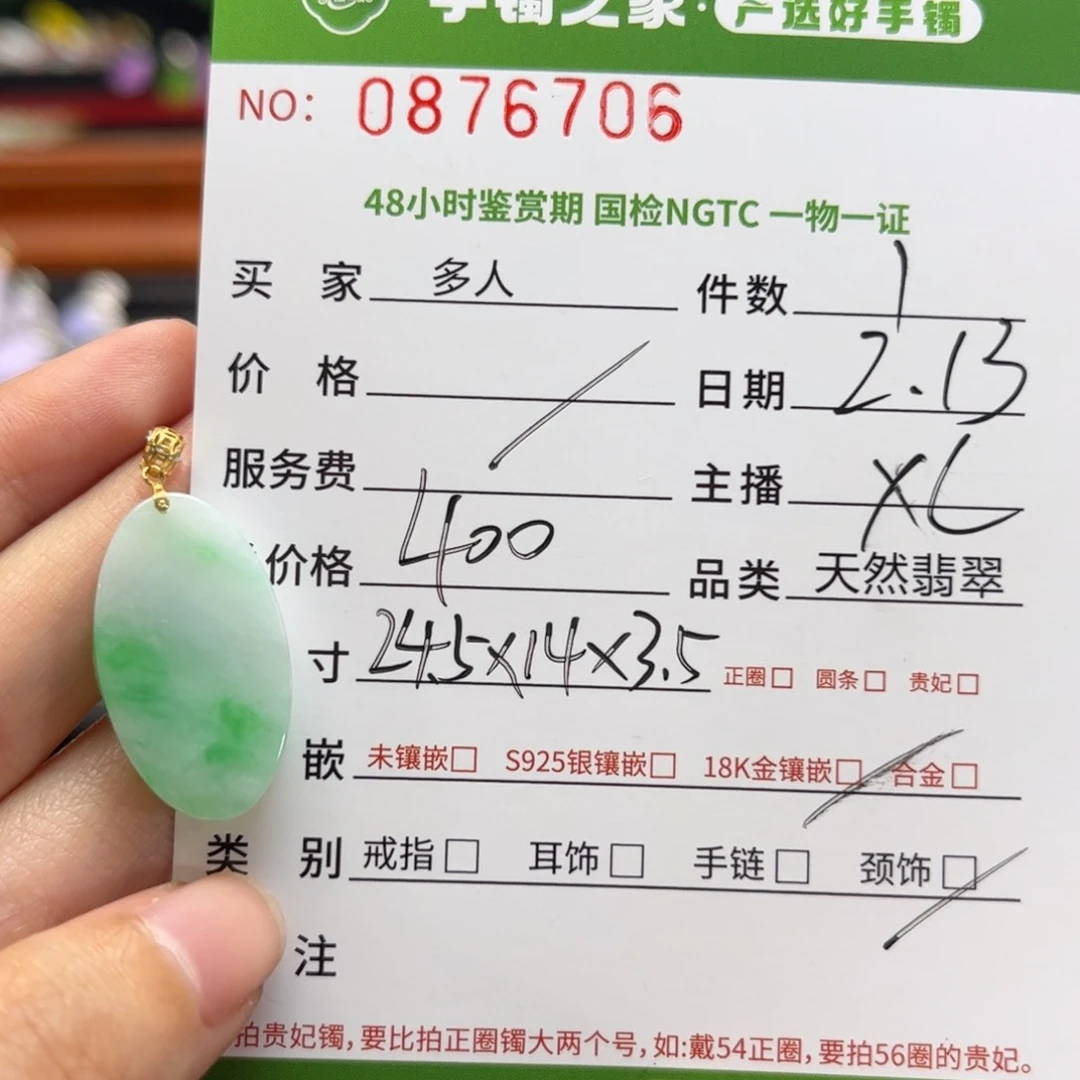 手镯之家·严选好手镯
NO: 0876706
48小时鉴赏期 国检NGTC 一物一证
买 家 多人 件数 1
价 格 日期 2.13
服务费 主播
价格 400 品类 天然翡翠
寸 24.5×14×3.5 正圈□ 圆条□ 贵妃□
嵌 未镶嵌□ S925银镶嵌□ 18K金镶嵌□ 合金□
类 别 戒指□ 耳饰□ 手链□ 颈饰□
注
拍贵妃镯,要比拍正圈镯大两个号,如:戴54正圈,要拍56圈的贵妃。